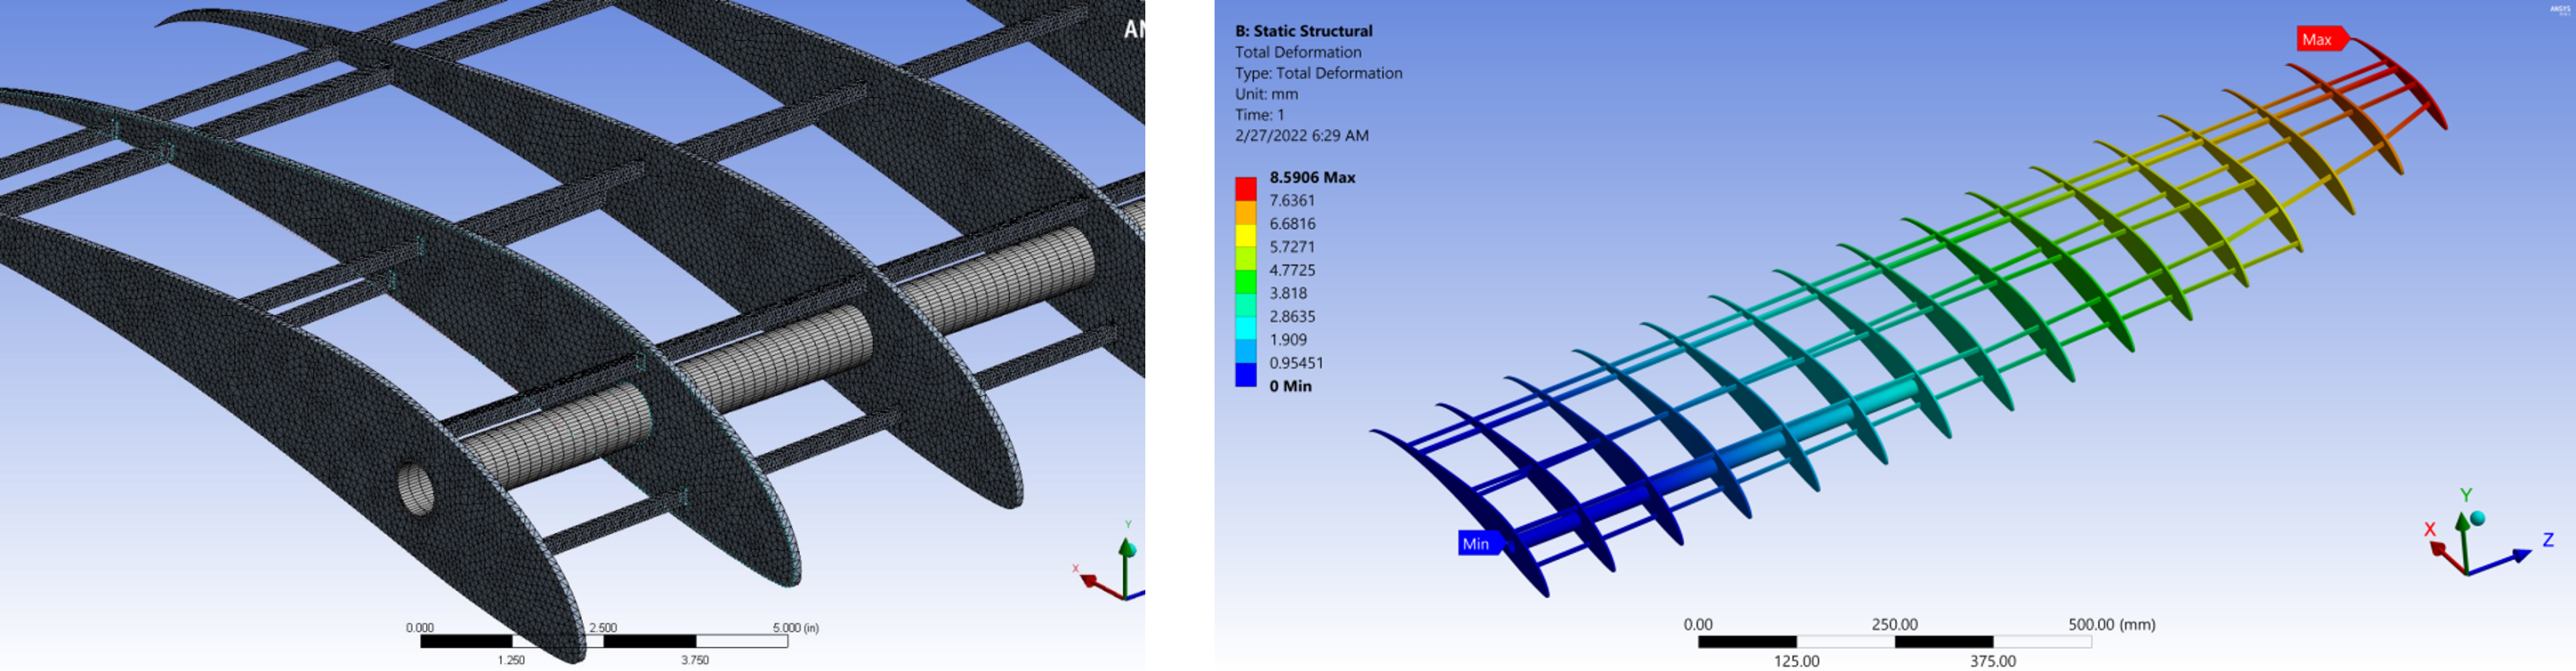 AN
Y
X
0.000 2.500 5.000 (in)
1.250 3.750
ANSYS
B: Static Structural
Total Deformation
Type: Total Deformation
Unit: mm
Time: 1
2/27/2022 6:29 AM
8.5906 Max
7.6361
6.6816
5.7271
4.7725
3.818
2.8635
1.909
0.95451
0 Min
Max
Min
Y
X
Z
0.00 250.00 500.00 (mm)
125.00 375.00